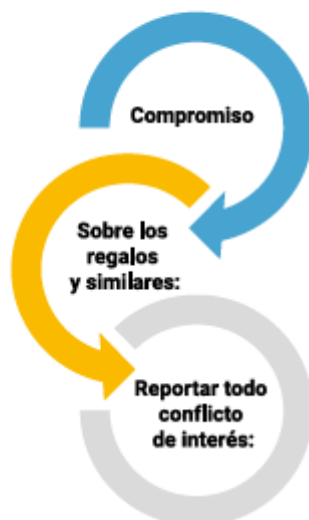 Compromiso
Sobre los
regalos
y similares:
Reportar todo
conflicto
de interés: